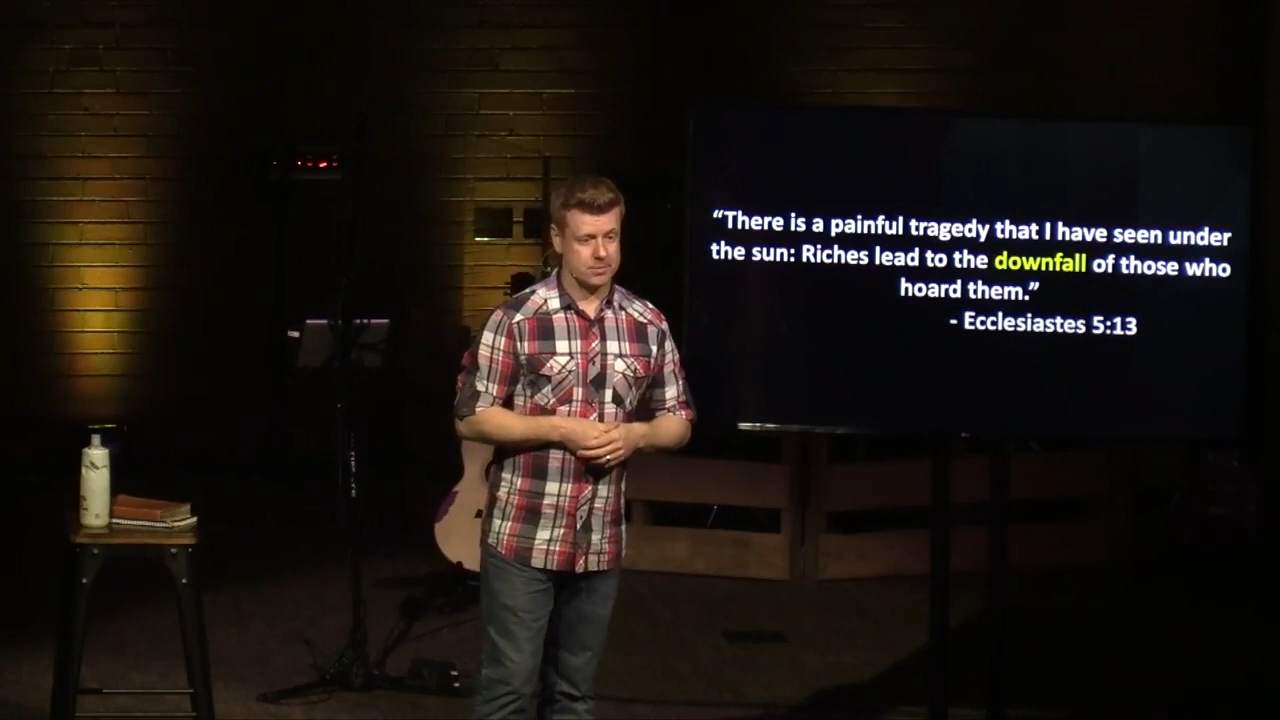 “There is a painful tragedy that I have seen under
the sun: Riches lead to the downfall of those who
hoard them.”
- Ecclesiastes 5:13